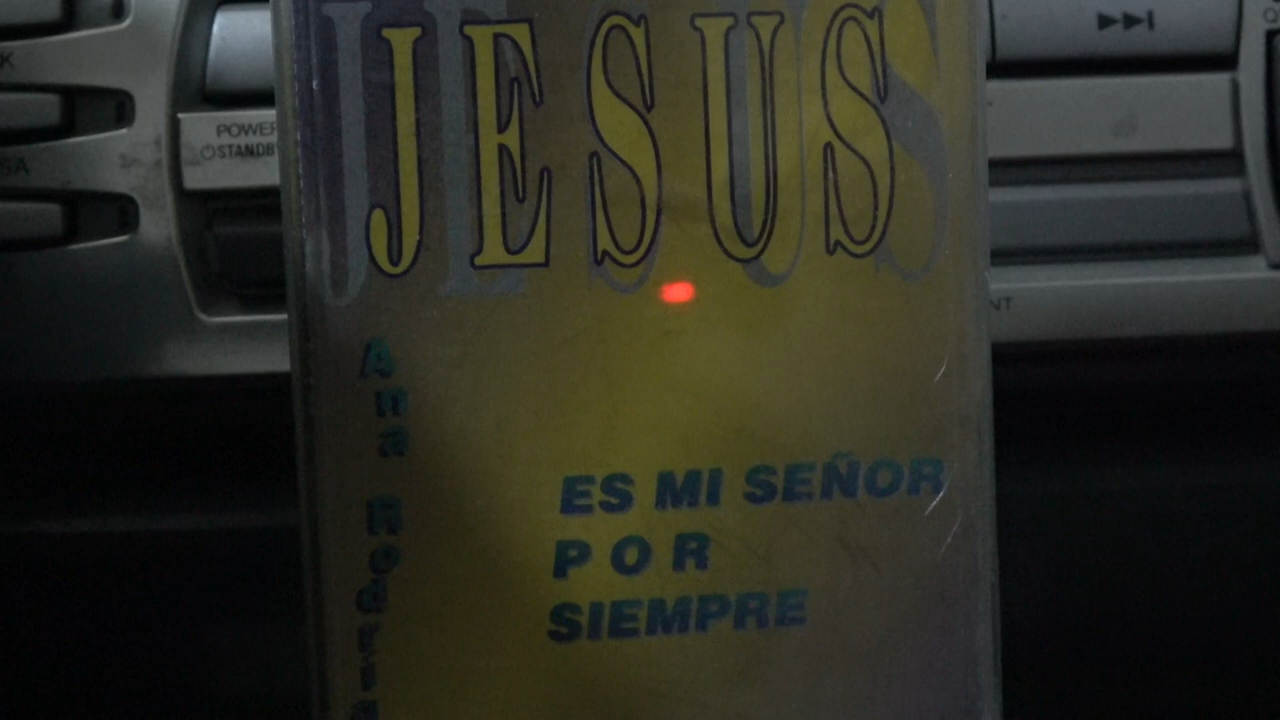 JESUS
Ana
ES MI SEÑOR
POR
SIEMPRE
POWER
STANDBY